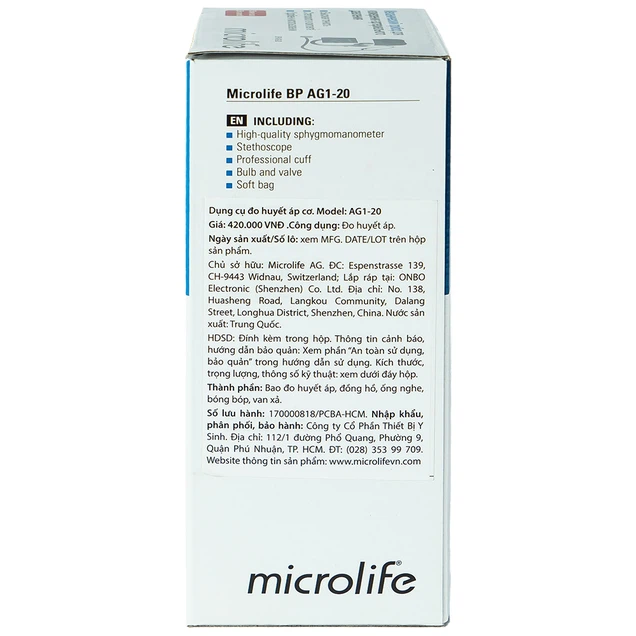 Microlife BP AG1-20
EN INCLUDING:
High-quality sphygmomanometer
Stethoscope
Professional cuff
Bulb and valve
Soft bag
Dụng cụ đo huyết áp cơ. Model: AG1-20
Giá: 420.000 VNĐ .Công dụng: Đo huyết áp.
Ngày sản xuất/Số lô: xem MFG. DATE/LOT trên hộp
sản phẩm.
Chủ sở hữu: Microlife AG. ĐC: Espenstrasse 139,
CH-9443 Widnau, Switzerland; Lắp ráp tại: ONBO
Electronic (Shenzhen) Co. Ltd. Địa chỉ: No. 138,
Huasheng Road, Langkou Community, Dalang
Street, Longhua District, Shenzhen, China. Nước sản
xuất: Trung Quốc.
HDSD: Đính kèm trong hộp. Thông tin cảnh báo,
hướng dẫn bảo quản: Xem phần "An toàn sử dụng,
bảo quản" trong hướng dẫn sử dụng. Kích thước,
trọng lượng, thông số kỹ thuật: xem dưới đáy hộp.
Thành phần: Bao đo huyết áp, đồng hồ, ống nghe,
bóng bóp, van xả.
Số lưu hành: 170000818/PCBA-HCM. Nhập khẩu,
phân phối, bảo hành: Công ty Cổ Phần Thiết Bị Y
Sinh. Địa chỉ: 112/1 đường Phổ Quang, Phường 9,
Quận Phú Nhuận, TP. HCM. ĐT: (028) 353 99 709.
Website thông tin sản phẩm: www.microlifevn.com
microlife®